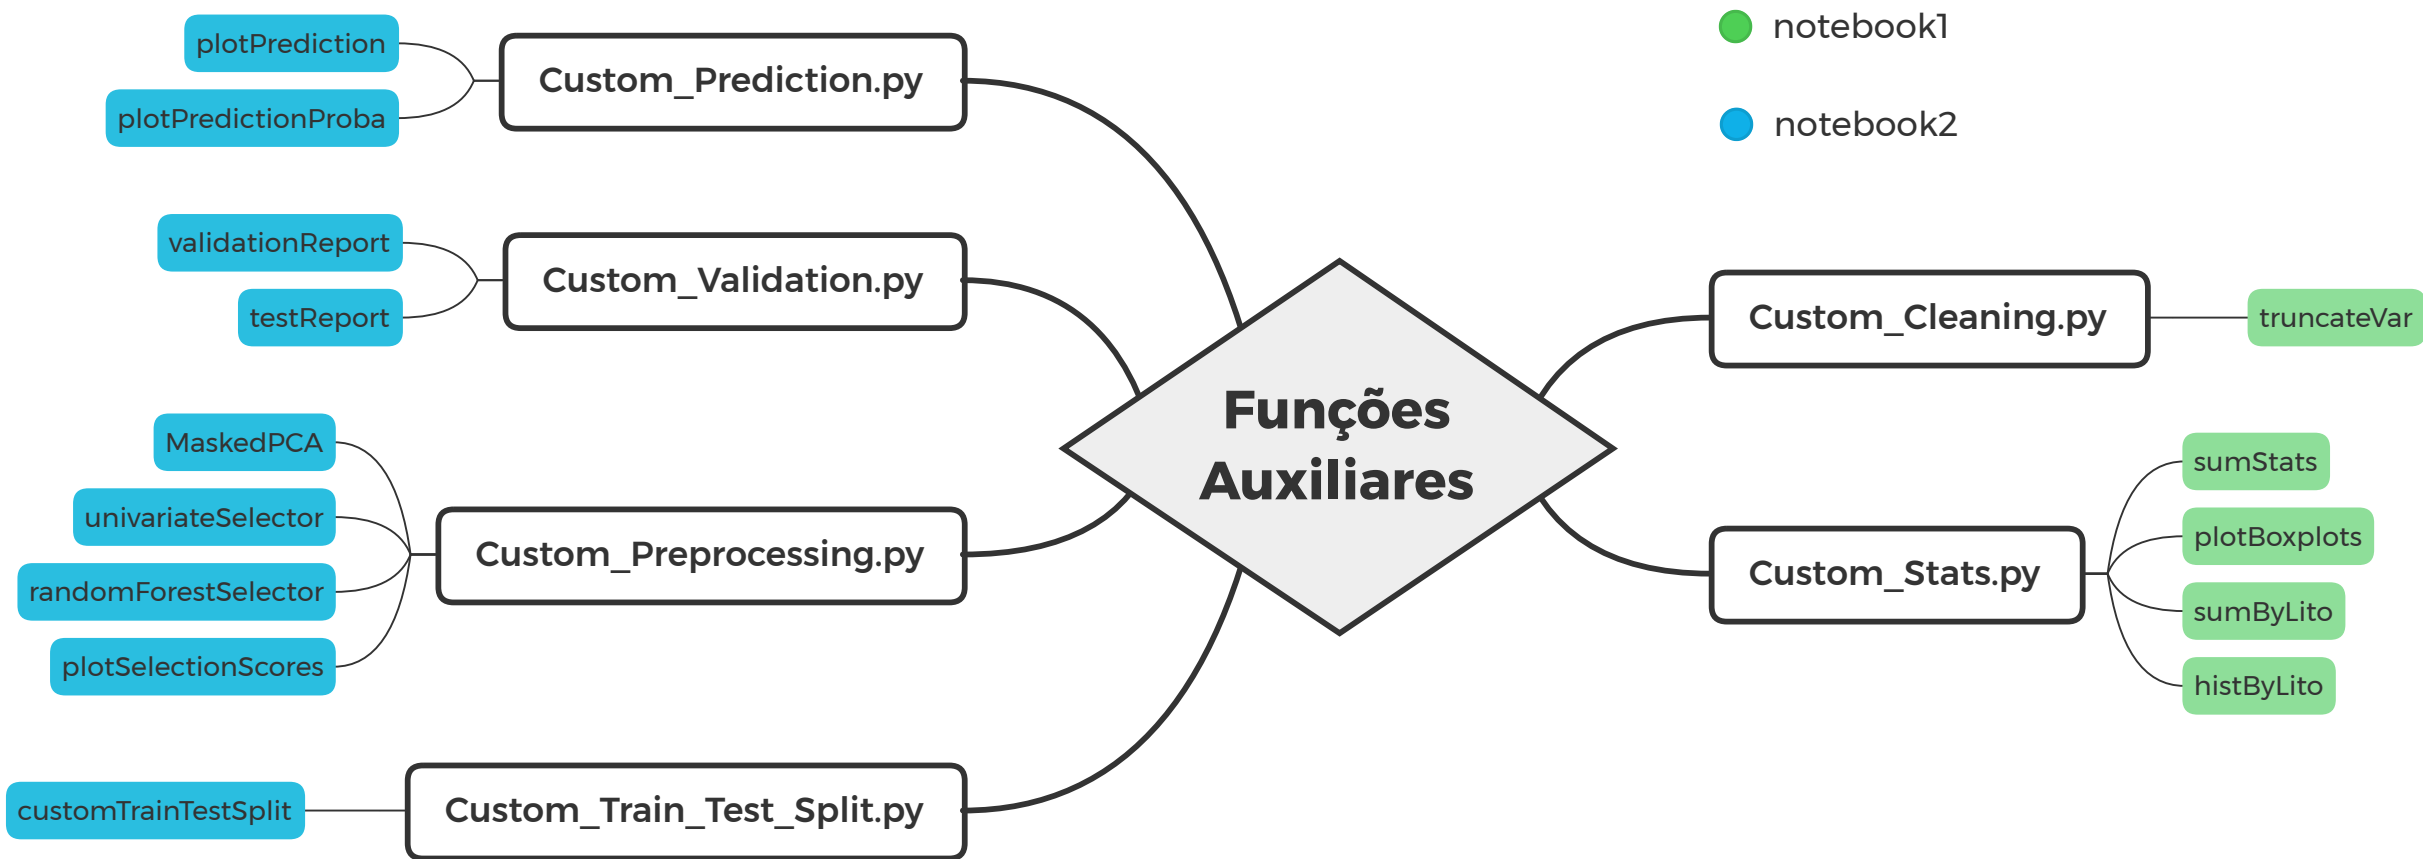 notebook1
notebook2
plotPrediction
plotPredictionProba
Custom_Prediction.py
validationReport
testReport
Custom_Validation.py
MaskedPCA
univariateSelector
randomForestSelector
plotSelectionScores
Custom_Preprocessing.py
customTrainTestSplit
Custom_Train_Test_Split.py
Funções
Auxiliares
Custom_Cleaning.py
truncateVar
Custom_Stats.py
sumStats
plotBoxplots
sumByLito
histByLito